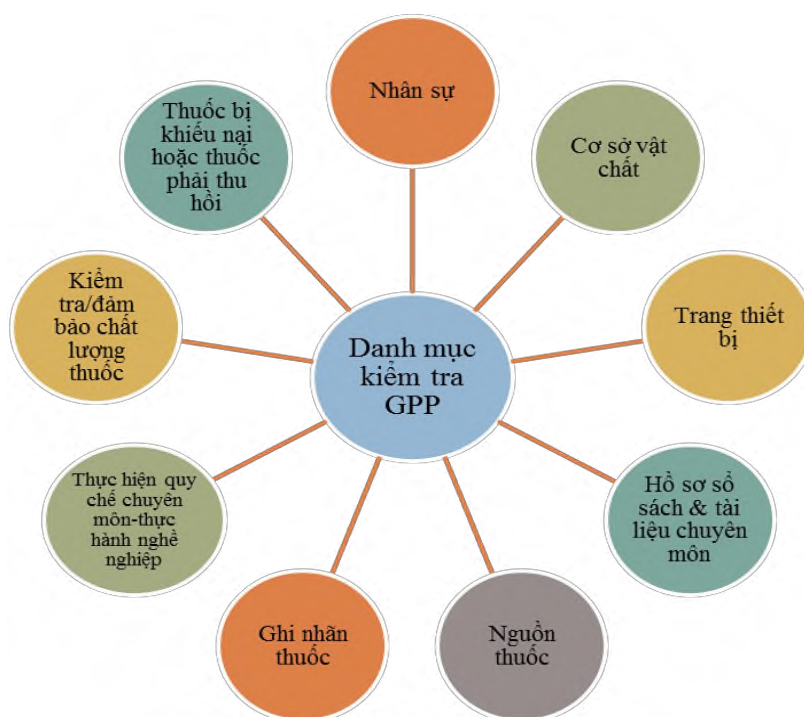 Nhân sự
Cơ sở vật
chất
Trang thiết
bị
Hồ sơ sổ
sách & tài
liệu chuyên
môn
Nguồn
thuốc
Ghi nhãn
thuốc
Thực hiện quy
chế chuyên
môn-thực
hành nghề
nghiệp
Kiểm
tra/đảm
bảo chất
lượng
thuốc
Thuốc bị
khiếu nại
hoặc thuốc
phải thu
hồi
Danh mục
kiểm tra
GPP